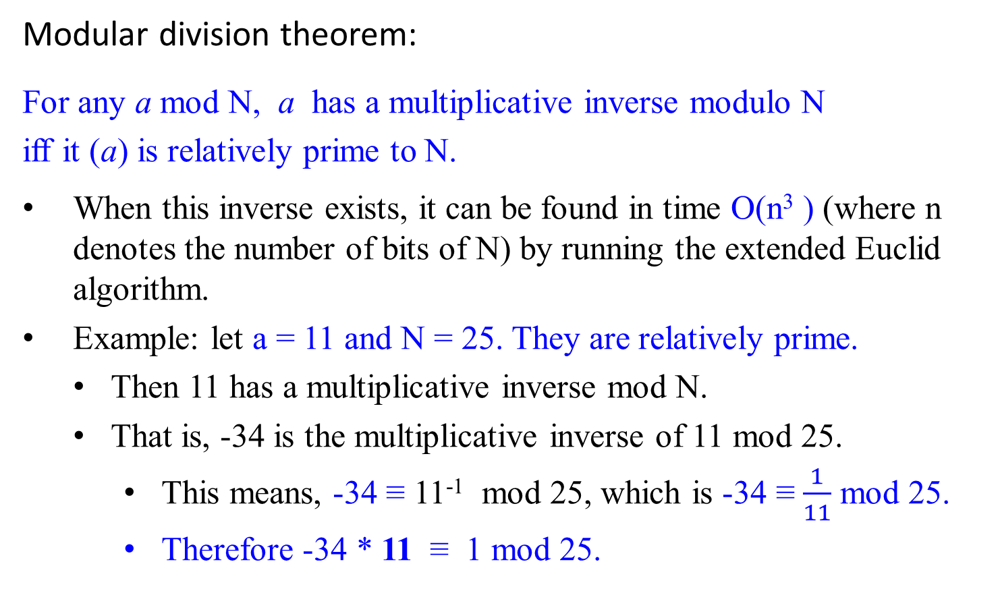 Modular division theorem:
For any a mod N, a has a multiplicative inverse modulo N
iff it (a) is relatively prime to N.
• When this inverse exists, it can be found in time O(n³ ) (where n
denotes the number of bits of N) by running the extended Euclid
algorithm.
• Example: let a = 11 and N = 25. They are relatively prime.
• Then 11 has a multiplicative inverse mod N.
• That is, -34 is the multiplicative inverse of 11 mod 25.
• This means, -34 ≡ 11⁻¹ mod 25, which is -34 ≡ 1/11 mod 25.
• Therefore -34 * 11 ≡ 1 mod 25.